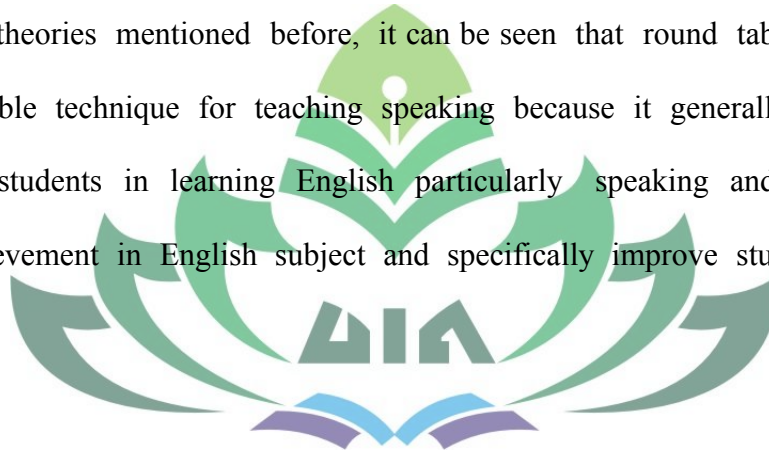 theories mentioned before, it can be seen that round tab
ble technique for teaching speaking because it generall
students in learning English particularly speaking and
evement in English subject and specifically improve stu
UIN